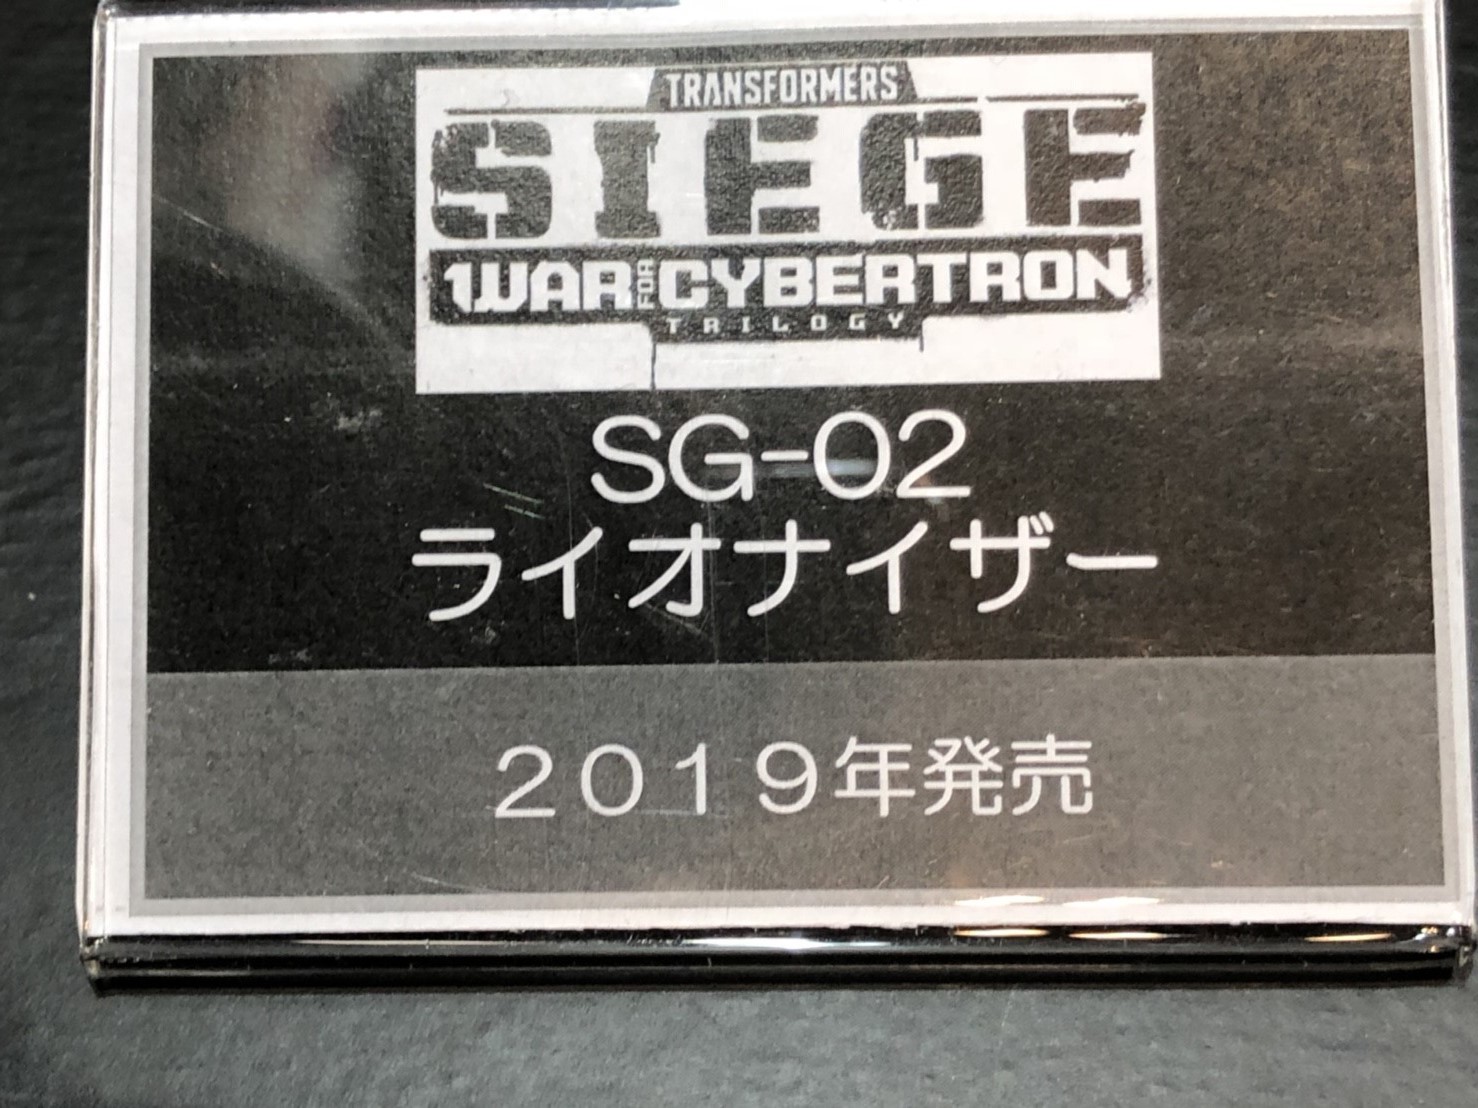 TRANSFORMERS
SIEGE
WAR FOR CYBERTRON
TRILOGY
SG-02
ライオナイザー
２０１９年発売